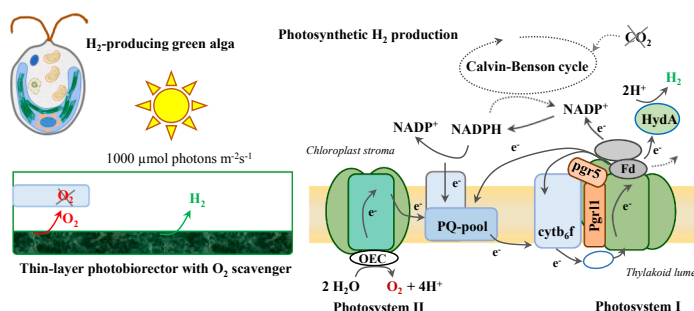 H2-producing green alga
1000 µmol photons m-2s-1
O2
O2
H2
Thin-layer photobiorector with O2 scavenger
Photosynthetic H2 production
CO2
Calvin-Benson cycle
H2
2H+
NADP+
HydA
NADP+
NADPH
e-
e-
Chloroplast stroma
e-
Fd
pgr5
e-
e-
e-
PQ-pool
e-
cytb6f
Pgrl1
e-
OEC
e-
Thylakoid lume
2 H2O
O2 + 4H+
Photosystem II
Photosystem I